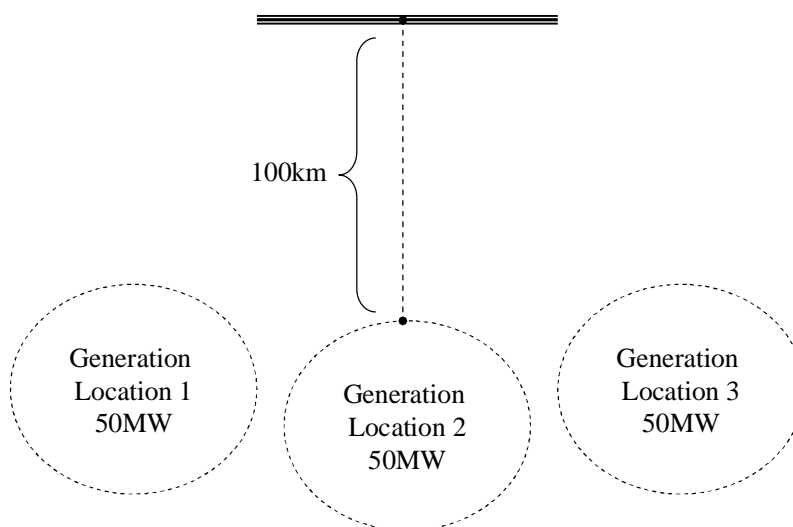 100km
Generation
Location 1
50MW
Generation
Location 2
50MW
Generation
Location 3
50MW